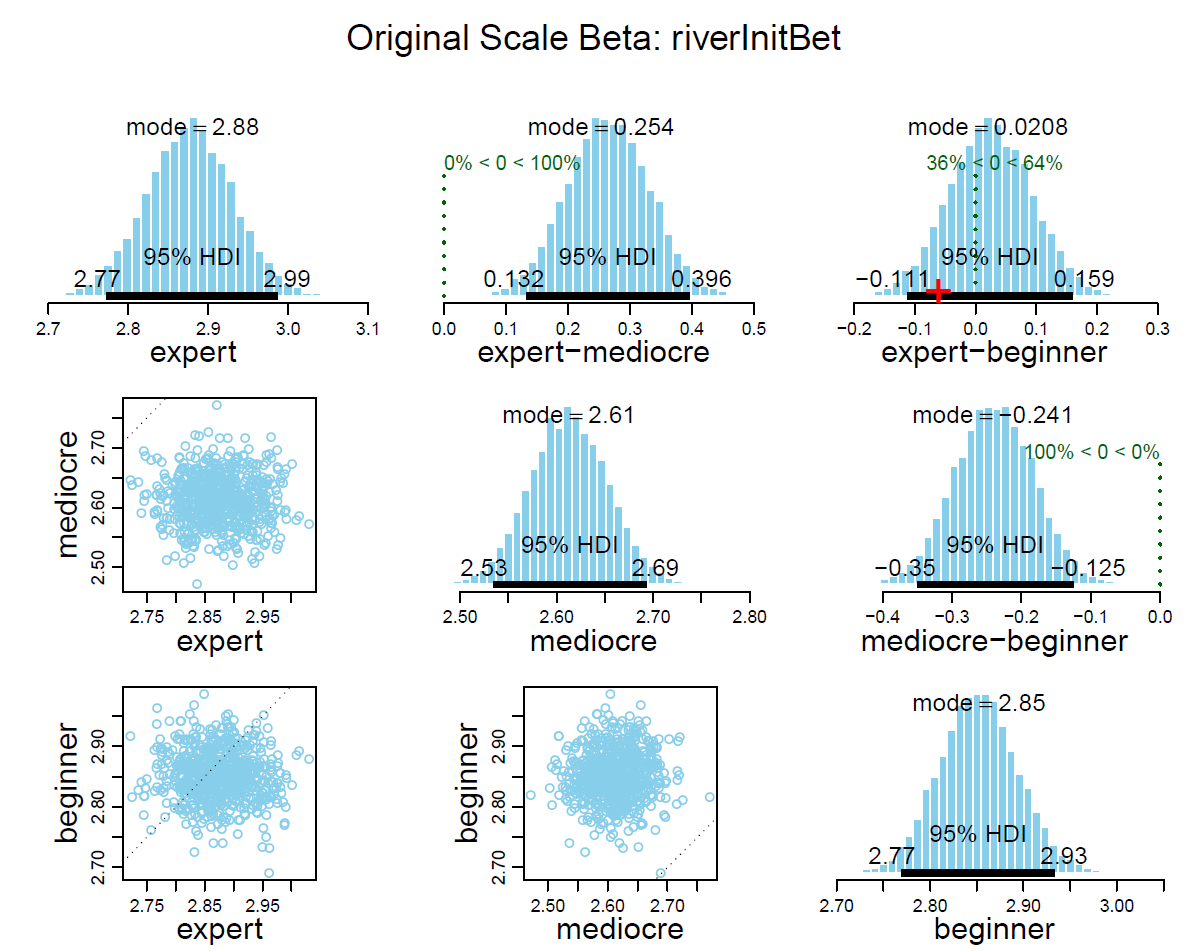 Original Scale Beta: riverInitBet
mode = 2.88
95% HDI
2.77 2.99
2.7 2.8 2.9 3.0 3.1
expert
mode = 0.254
0% < 0 < 100%
95% HDI
0.132 0.396
0.0 0.1 0.2 0.3 0.4 0.5
expert−mediocre
mode = 0.0208
36% < 0 < 64%
95% HDI
−0.111 0.159
−0.2 −0.1 0.0 0.1 0.2 0.3
expert−beginner
mediocre
2.50 2.60 2.70
2.75 2.85 2.95
expert
mode = 2.61
95% HDI
2.53 2.69
2.50 2.60 2.70 2.80
mediocre
mode = −0.241
100% < 0 < 0%
95% HDI
−0.35 −0.125
−0.4 −0.3 −0.2 −0.1 0.0
mediocre−beginner
beginner
2.70 2.80 2.90
2.75 2.85 2.95
expert
beginner
2.70 2.80 2.90
2.50 2.60 2.70
mediocre
mode = 2.85
95% HDI
2.77 2.93
2.70 2.80 2.90 3.00
beginner